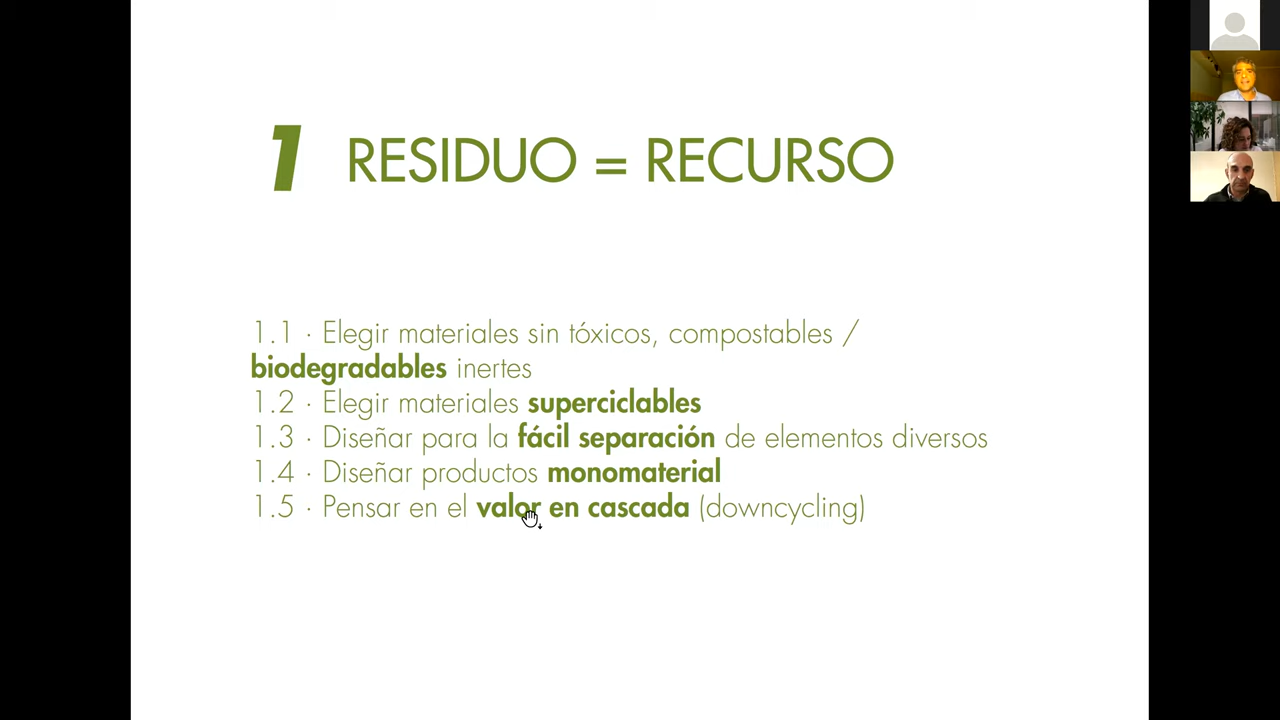 1 RESIDUO = RECURSO
1.1 · Elegir materiales sin tóxicos, compostables /
biodegradables inertes
1.2 · Elegir materiales superciclables
1.3 · Diseñar para la fácil separación de elementos diversos
1.4 · Diseñar productos monomaterial
1.5 · Pensar en el valor en cascada (downcycling)